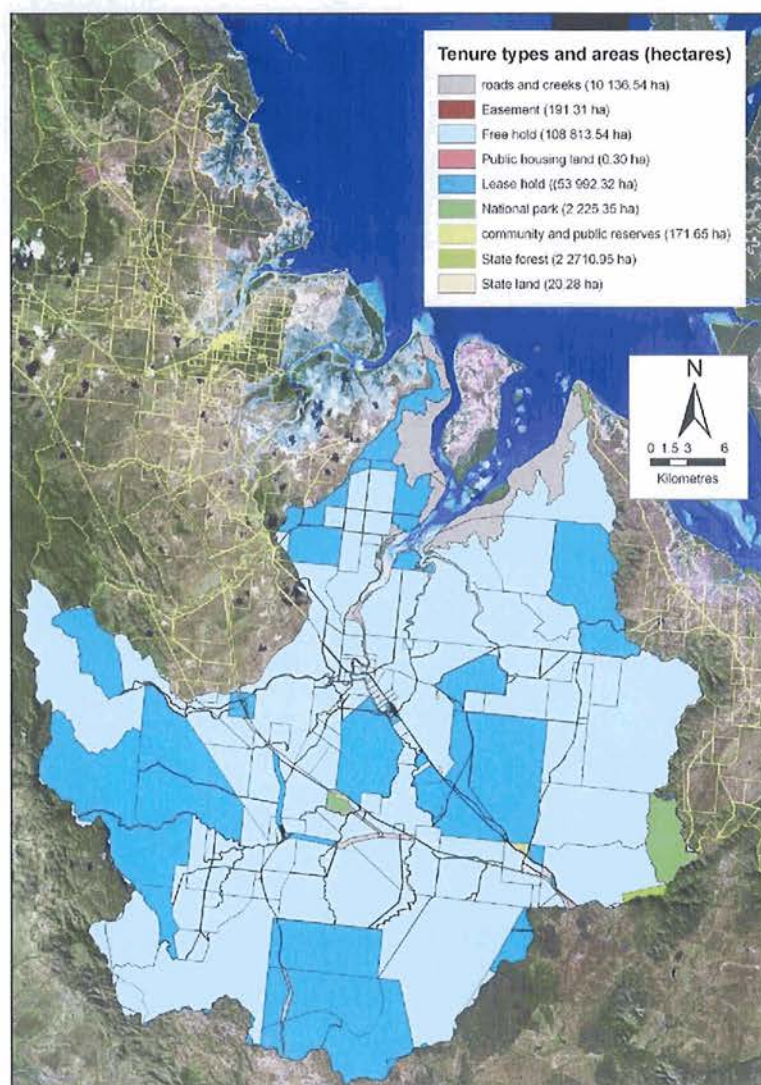 Tenure types and areas (hectares)
roads and creeks (10 136.54 ha)
Easement (191.31 ha)
Free hold (108 813.54 ha)
Public housing land (0.30 ha)
Lease hold ((53 992.32 ha)
National park (2 225.35 ha)
community and public reserves (171.65 ha)
State forest (2 2710.95 ha)
State land (20.28 ha)
N
0 1.5 3 6
Kilometres